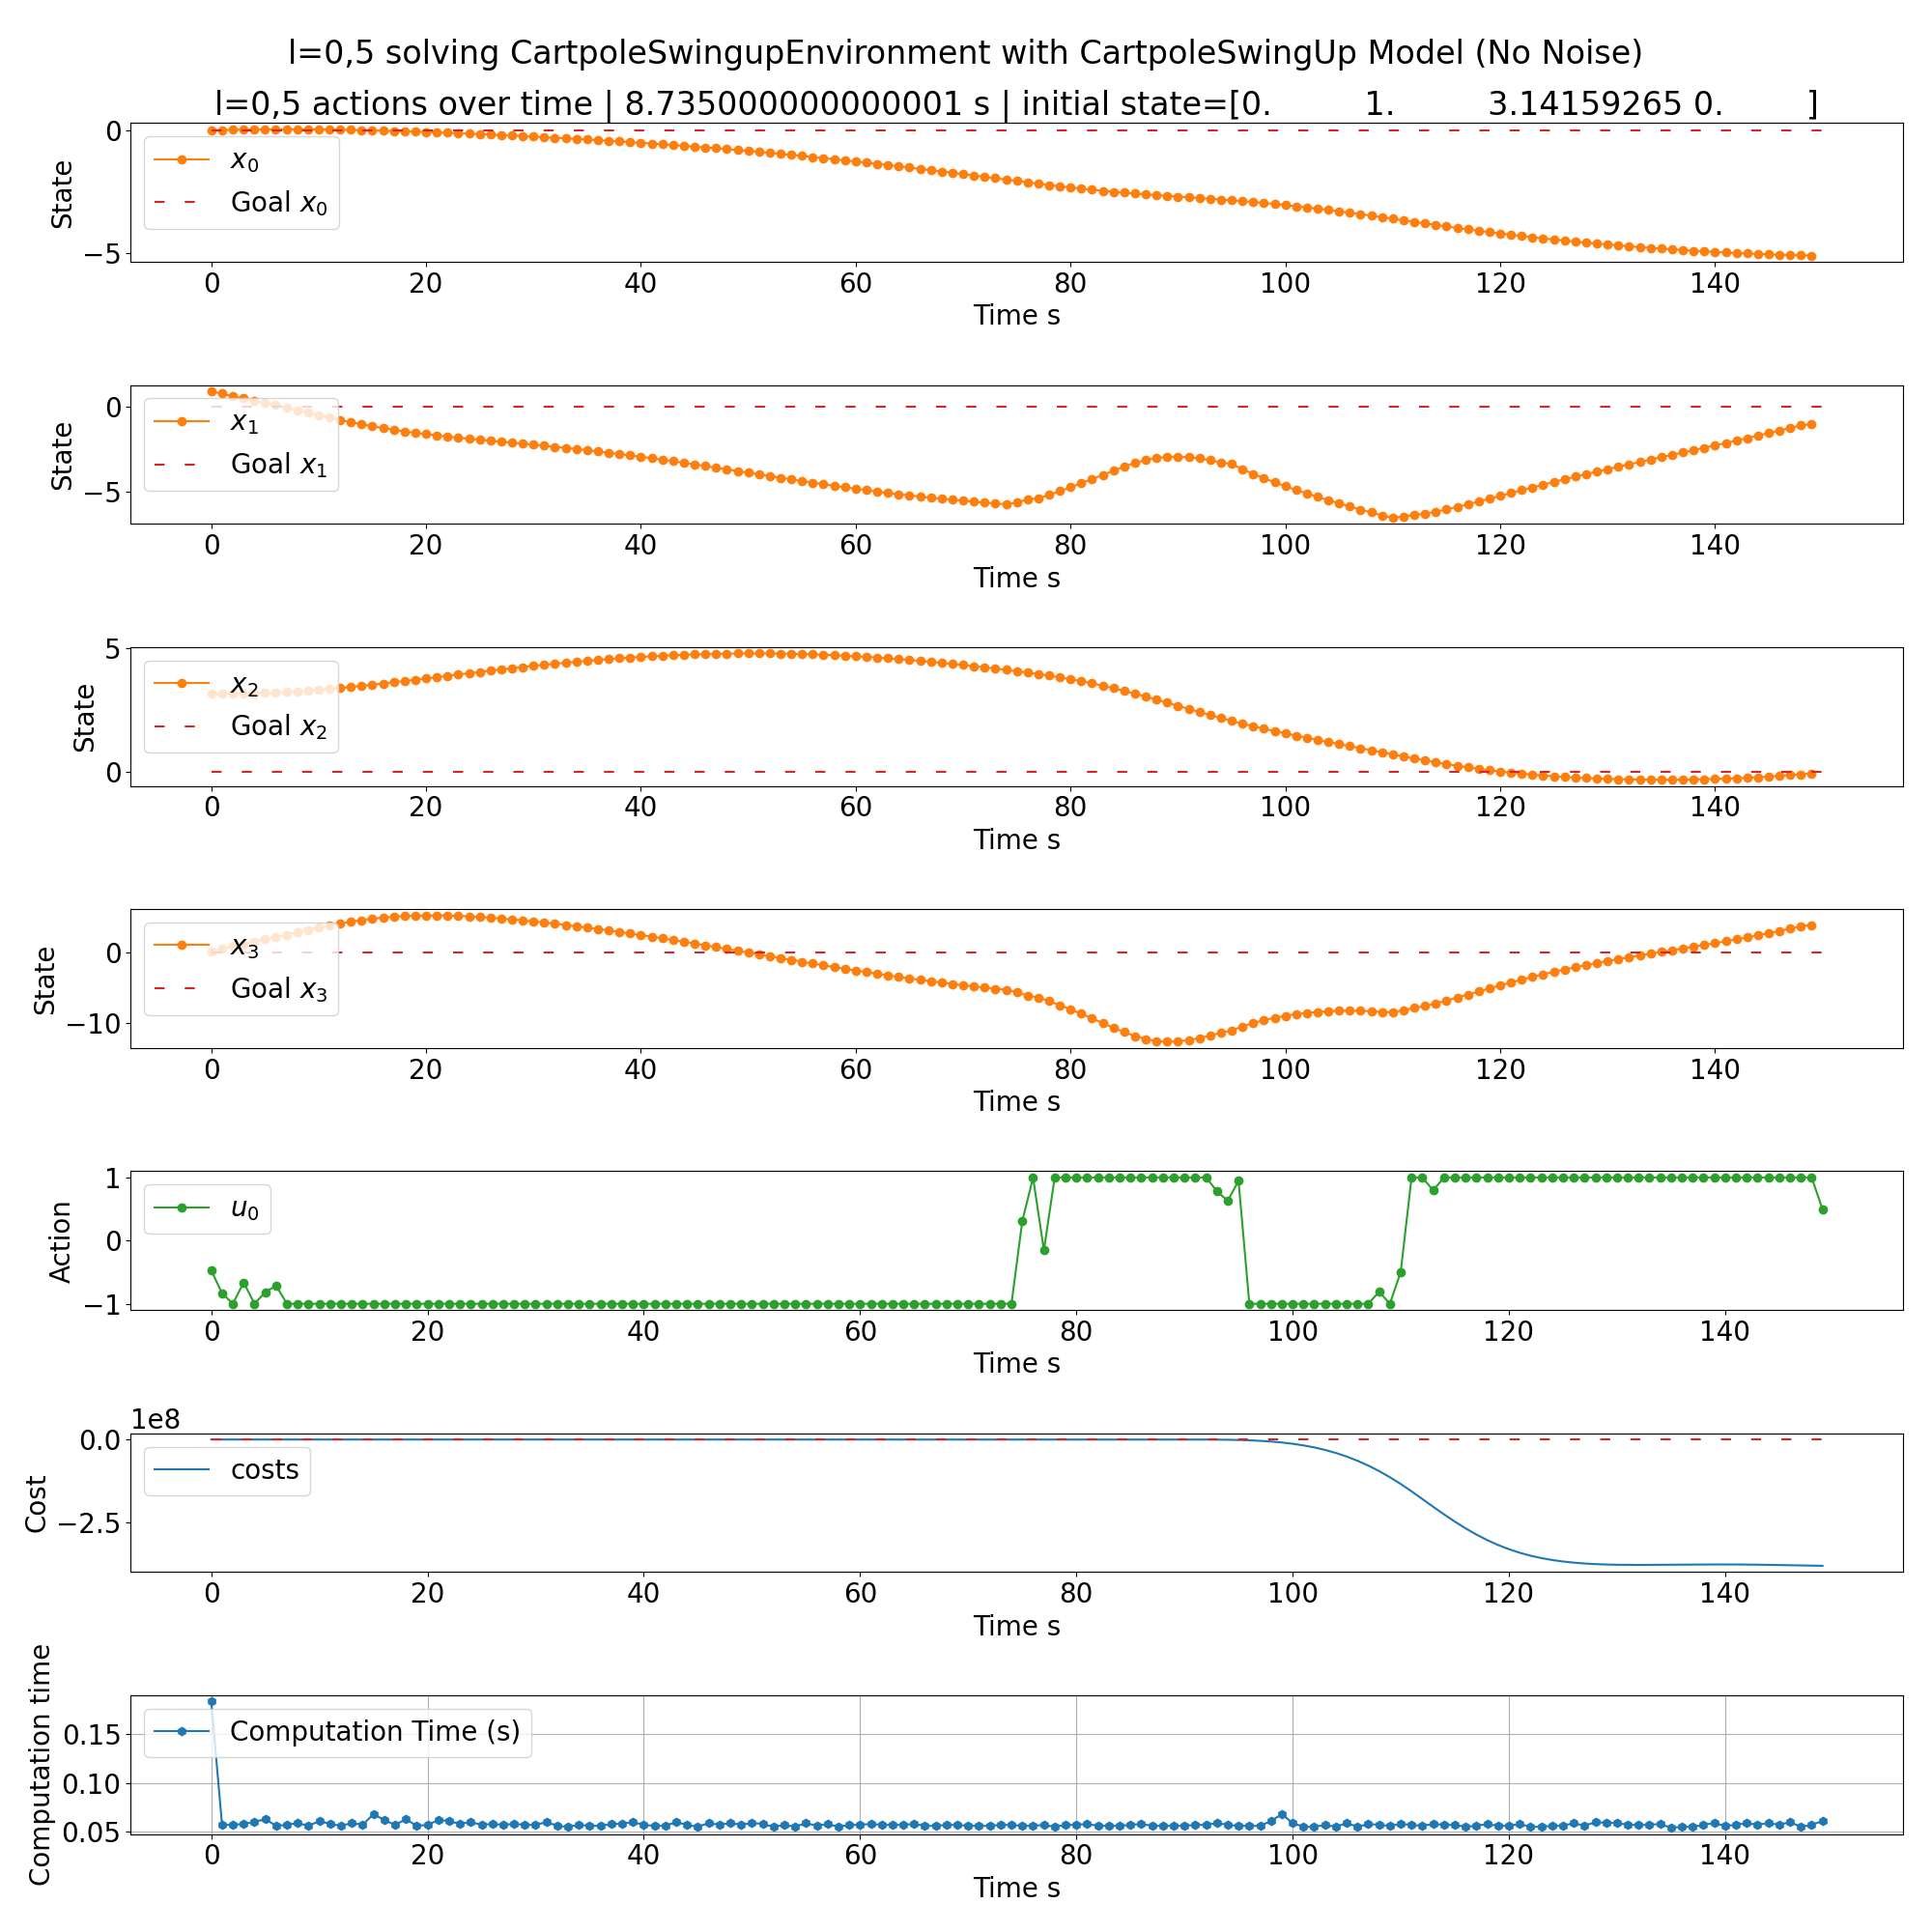 l=0,5 solving CartpoleSwingupEnvironment with CartpoleSwingUp Model (No Noise)
l=0,5 actions over time | 8.735000000000001 s | initial state=[0. 1. 3.14159265 0. ]
0
−5
State
x₀
Goal x₀
0 20 40 60 80 100 120 140
Time s
0
−5
State
x₁
Goal x₁
0 20 40 60 80 100 120 140
Time s
5
0
State
x₂
Goal x₂
0 20 40 60 80 100 120 140
Time s
0
−10
State
x₃
Goal x₃
0 20 40 60 80 100 120 140
Time s
1
0
−1
Action
u₀
0 20 40 60 80 100 120 140
Time s
1e8
0.0
−2.5
Cost
costs
0 20 40 60 80 100 120 140
Time s
0.15
0.10
0.05
Computation time
Computation Time (s)
0 20 40 60 80 100 120 140
Time s